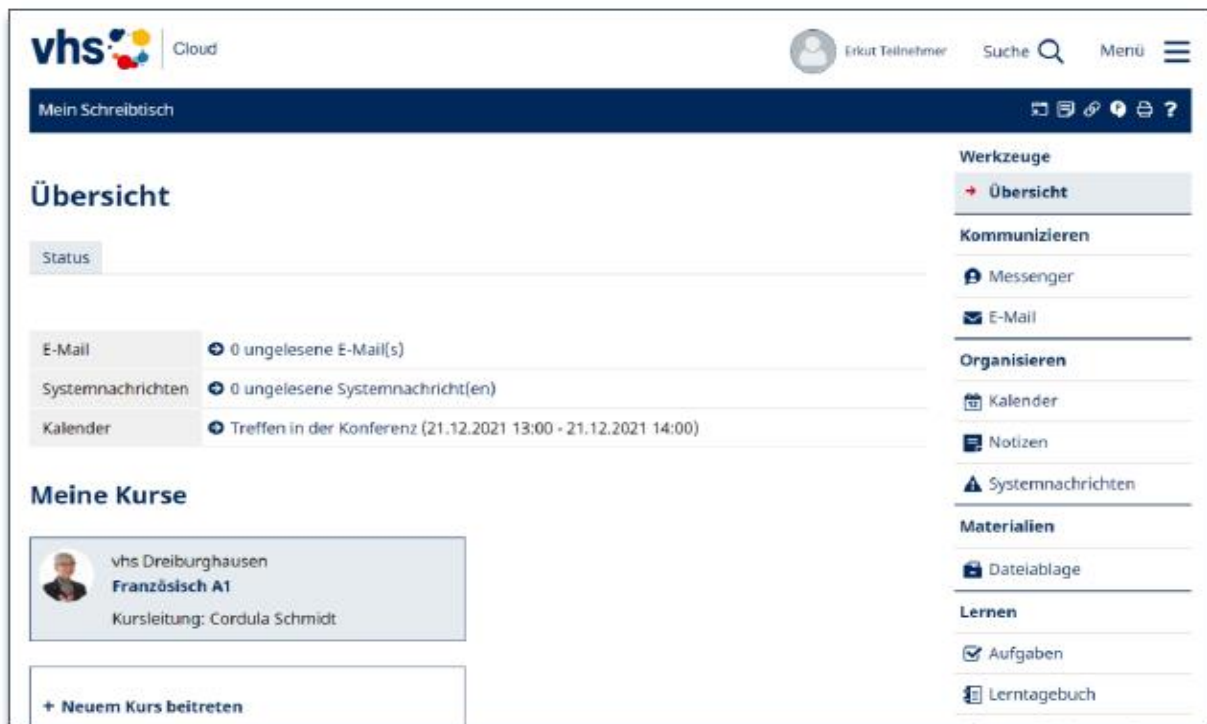 vhs Cloud
Erkut Teilnehmer Suche Menü
Mein Schreibtisch ?
Übersicht
Status
E-Mail 0 ungelesene E-Mail(s)
Systemnachrichten 0 ungelesene Systemnachricht(en)
Kalender Treffen in der Konferenz (21.12.2021 13:00 - 21.12.2021 14:00)
Meine Kurse
vhs Dreiburghausen
Französisch A1
Kursleitung: Cordula Schmidt
+ Neuem Kurs beitreten
Werkzeuge
Übersicht
Kommunizieren
Messenger
E-Mail
Organisieren
Kalender
Notizen
Systemnachrichten
Materialien
Dateiablage
Lernen
Aufgaben
Lerntagebuch